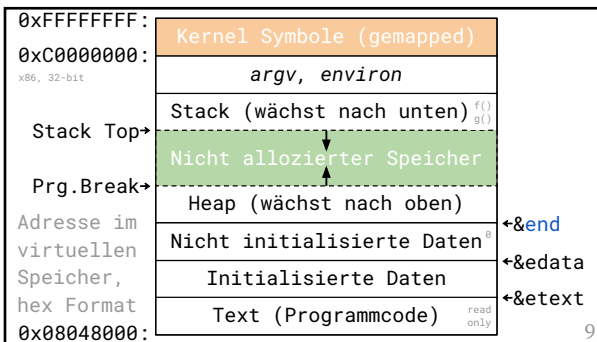 0xFFFFFFFF:
Kernel Symbole (gemapped)
0xC0000000:
x86, 32-bit
argv, environ
Stack (wächst nach unten) f()
g()
Stack Top
Nicht allozierter Speicher
Prg.Break
Heap (wächst nach oben)
&end
Adresse im
virtuellen
Speicher,
hex Format
Nicht initialisierte Daten 0
&edata
Initialisierte Daten
&etext
Text (Programmcode) read
only
0x08048000:
9